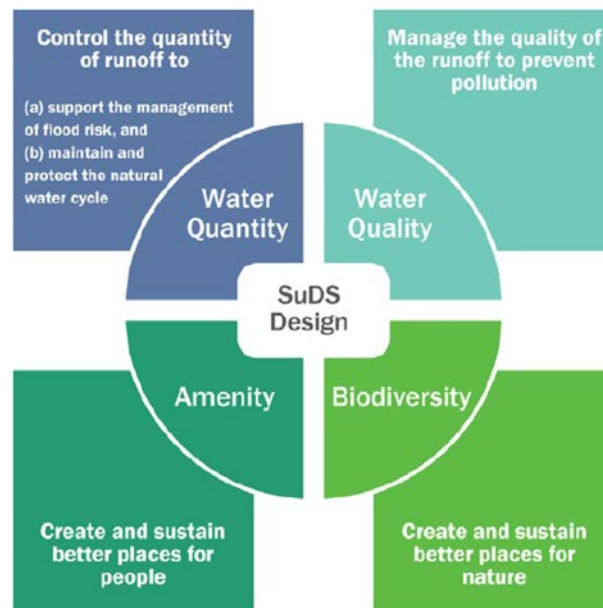 Control the quantity
of runoff to
(a) support the management
of flood risk, and
(b) maintain and
protect the natural
water cycle
Water
Quantity
Manage the quality of
the runoff to prevent
pollution
Water
Quality
SuDS
Design
Amenity
Create and sustain
better places for
people
Biodiversity
Create and sustain
better places for
nature